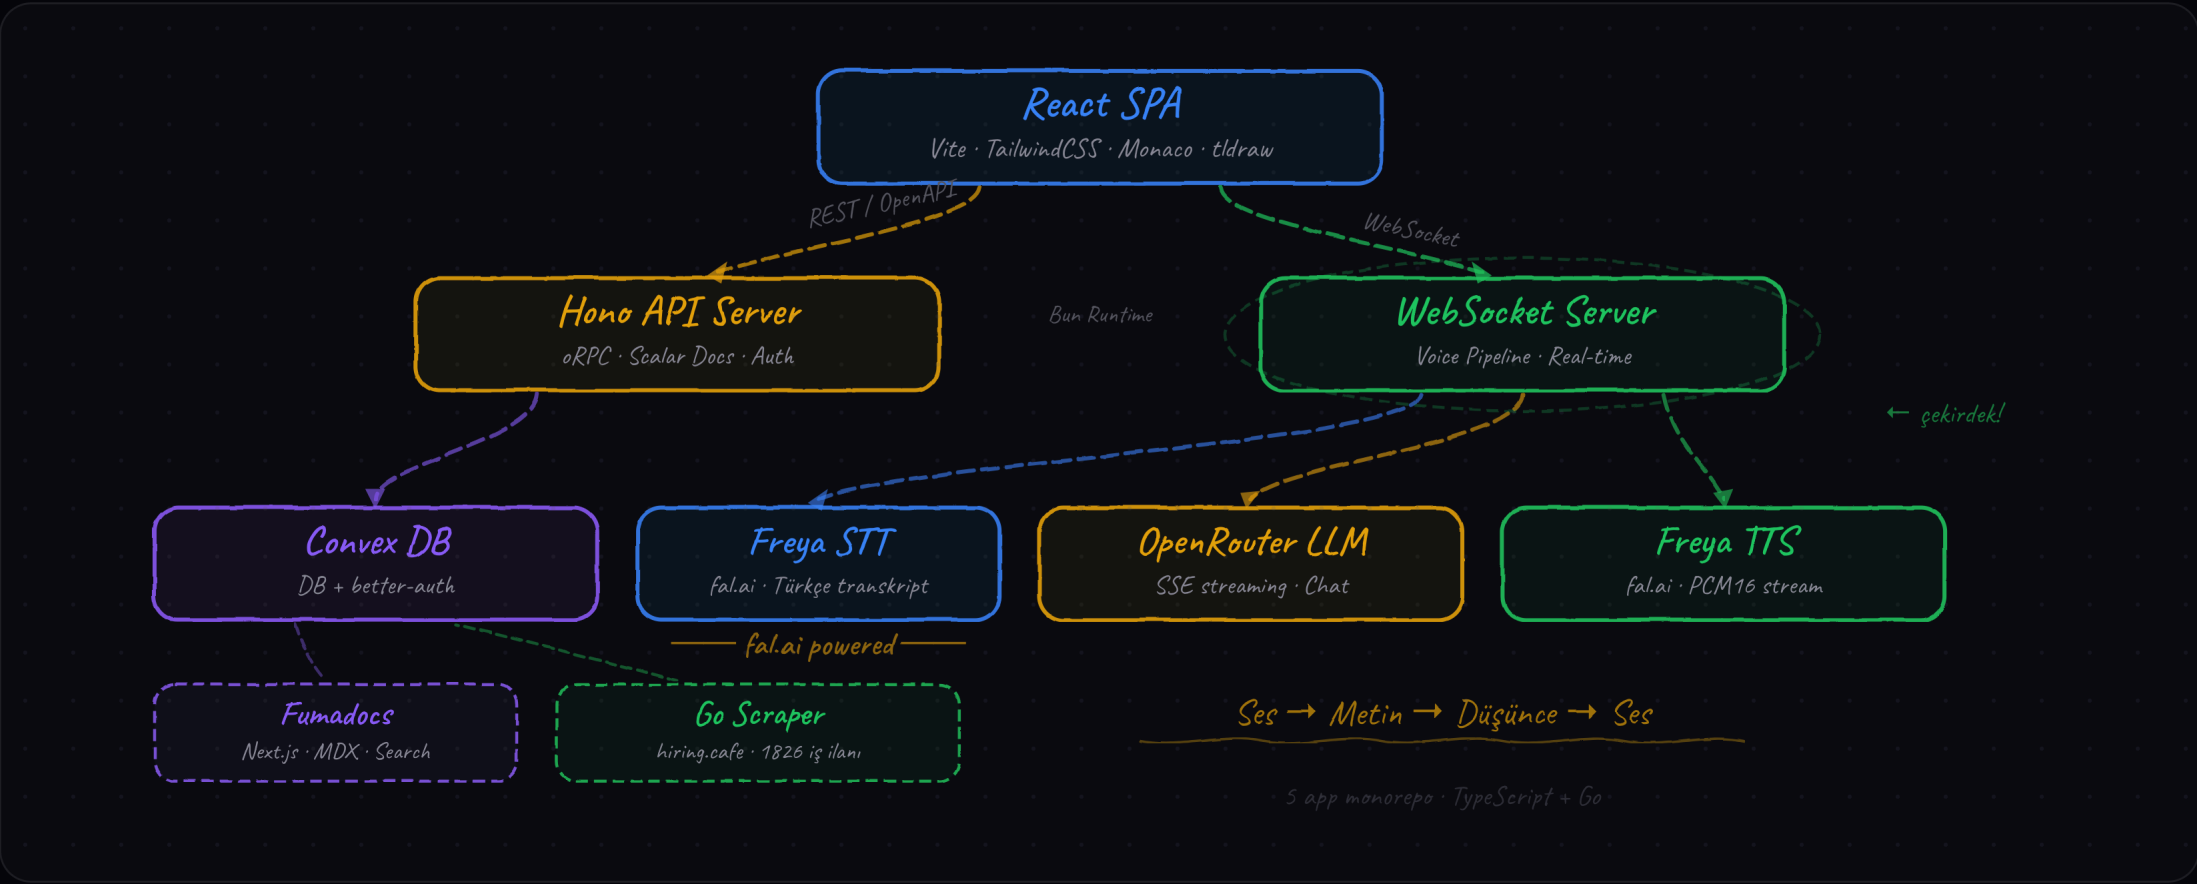 React SPA
Vite · TailwindCSS · Monaco · tldraw
REST / OpenAPI
WebSocket
Hono API Server
oRPC · Scalar Docs · Auth
Bun Runtime
WebSocket Server
Voice Pipeline · Real-time
← çekirdek!
Convex DB
DB + better-auth
Freya STT
fal.ai · Türkçe transkript
OpenRouter LLM
SSE streaming · Chat
Freya TTS
fal.ai · PCM16 stream
fal.ai powered
Fumadocs
Next.js · MDX · Search
Go Scraper
hiring.cafe · 1826 iş ilanı
Ses → Metin → Düşünce → Ses
5 app monorepo · TypeScript + Go